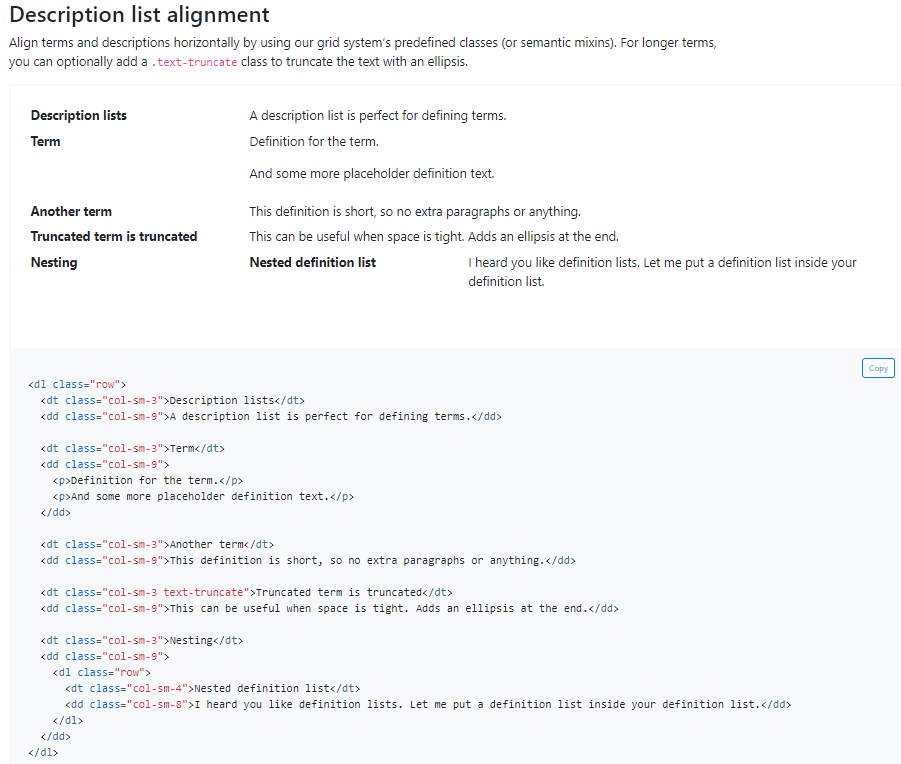 Description list alignment
Align terms and descriptions horizontally by using our grid system's predefined classes (or semantic mixins). For longer terms,
you can optionally add a .text-truncate class to truncate the text with an ellipsis.
Description lists A description list is perfect for defining terms.
Term Definition for the term.
And some more placeholder definition text.
Another term This definition is short, so no extra paragraphs or anything.
Truncated term is truncated This can be useful when space is tight. Adds an ellipsis at the end.
Nesting Nested definition list I heard you like definition lists. Let me put a definition list inside your
definition list.
Copy
<dl class="row">
  <dt class="col-sm-3">Description lists</dt>
  <dd class="col-sm-9">A description list is perfect for defining terms.</dd>
  <dt class="col-sm-3">Term</dt>
  <dd class="col-sm-9">
    <p>Definition for the term.</p>
    <p>And some more placeholder definition text.</p>
  </dd>
  <dt class="col-sm-3">Another term</dt>
  <dd class="col-sm-9">This definition is short, so no extra paragraphs or anything.</dd>
  <dt class="col-sm-3 text-truncate">Truncated term is truncated</dt>
  <dd class="col-sm-9">This can be useful when space is tight. Adds an ellipsis at the end.</dd>
  <dt class="col-sm-3">Nesting</dt>
  <dd class="col-sm-9">
    <dl class="row">
      <dt class="col-sm-4">Nested definition list</dt>
      <dd class="col-sm-8">I heard you like definition lists. Let me put a definition list inside your definition list.</dd>
    </dl>
  </dd>
</dl>